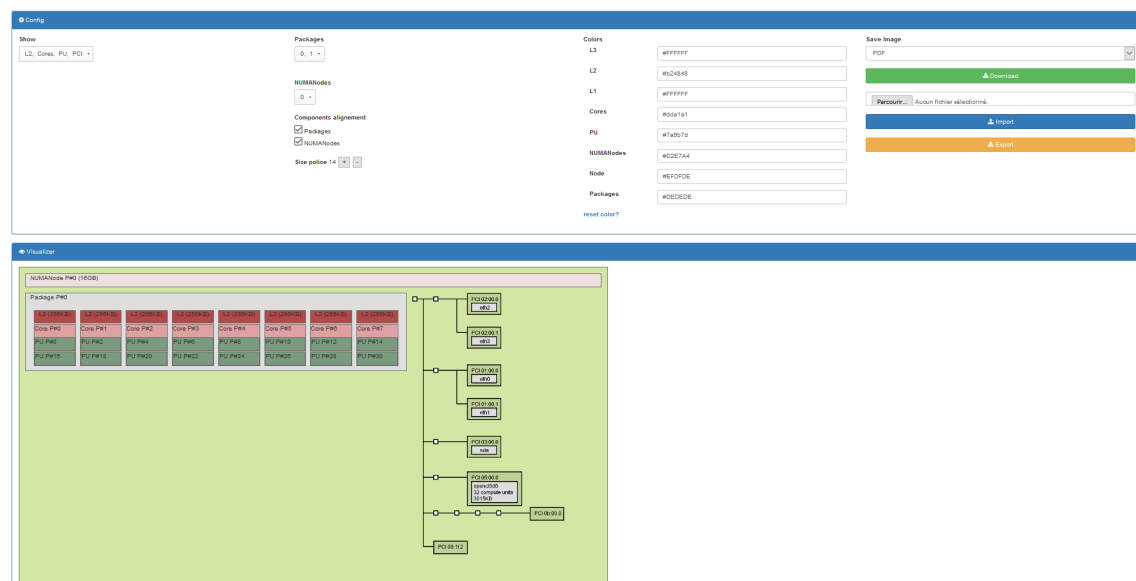 Config
Show
L2, Cores, PU, PCI
Packages
0, 1
NUMANodes
0
Components alignment
Packages
NUMANodes
Size police 14 + -
Colors
L3 #FFFFFF
L2 #b24848
L1 #FFFFFF
Cores #dda1a1
PU #7a9b7d
NUMANodes #D2E7A4
Node #EFDFDE
Packages #DEDEDE
reset color?
Save Image
PDF
Download
Parcourir... Aucun fichier sélectionné.
Import
Export
Visualizer
NUMANode P#0 (16GB)
Package P#0
L2 (256KB) L2 (256KB) L2 (256KB) L2 (256KB) L2 (256KB) L2 (256KB) L2 (256KB) L2 (256KB)
Core P#0 Core P#1 Core P#2 Core P#3 Core P#4 Core P#5 Core P#6 Core P#7
PU P#0 PU P#2 PU P#4 PU P#6 PU P#8 PU P#10 PU P#12 PU P#14
PU P#16 PU P#18 PU P#20 PU P#22 PU P#24 PU P#26 PU P#28 PU P#30
PCI 02:00.0
eth2
PCI 02:00.1
eth3
PCI 01:00.0
eth0
PCI 01:00.1
eth1
PCI 03:00.0
sda
PCI 05:00.0
opencl0d0
32 compute units
3015KB
PCI 0b:00.0
PCI 00:11.2